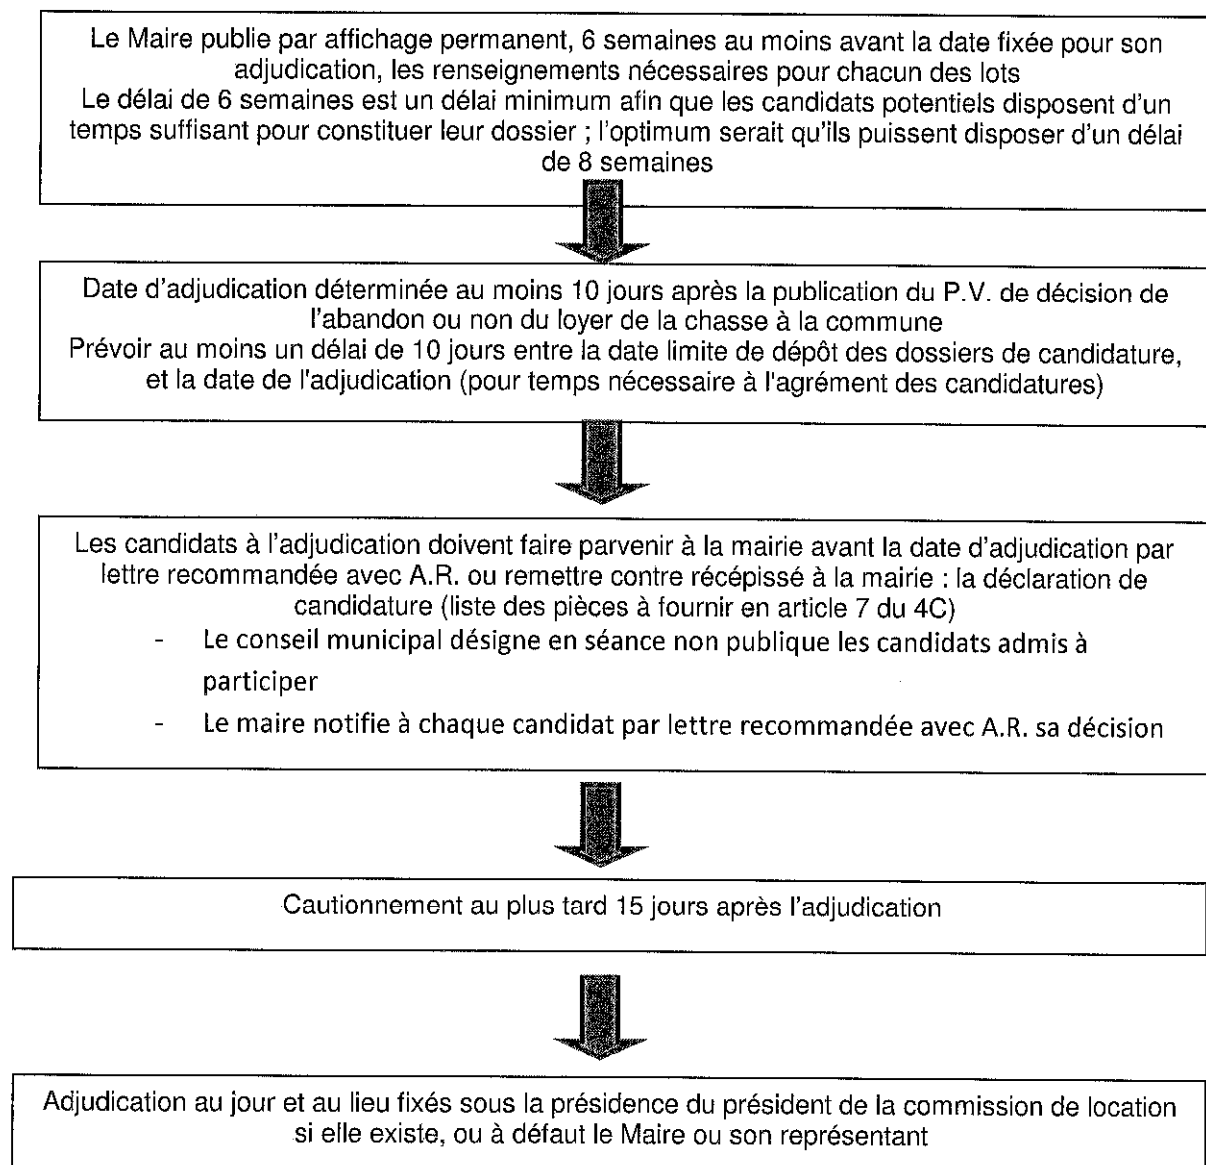 Le Maire publie par affichage permanent, 6 semaines au moins avant la date fixée pour son
adjudication, les renseignements nécessaires pour chacun des lots
Le délai de 6 semaines est un délai minimum afin que les candidats potentiels disposent d'un
temps suffisant pour constituer leur dossier ; l'optimum serait qu'ils puissent disposer d'un délai
de 8 semaines
Date d'adjudication déterminée au moins 10 jours après la publication du P.V. de décision de
l'abandon ou non du loyer de la chasse à la commune
Prévoir au moins un délai de 10 jours entre la date limite de dépôt des dossiers de candidature,
et la date de l'adjudication (pour temps nécessaire à l'agrément des candidatures)
Les candidats à l'adjudication doivent faire parvenir à la mairie avant la date d'adjudication par
lettre recommandée avec A.R. ou remettre contre récépissé à la mairie : la déclaration de
candidature (liste des pièces à fournir en article 7 du 4C)
- Le conseil municipal désigne en séance non publique les candidats admis à
participer
- Le maire notifie à chaque candidat par lettre recommandée avec A.R. sa décision
Cautionnement au plus tard 15 jours après l'adjudication
Adjudication au jour et au lieu fixés sous la présidence du président de la commission de location
si elle existe, ou à défaut le Maire ou son représentant